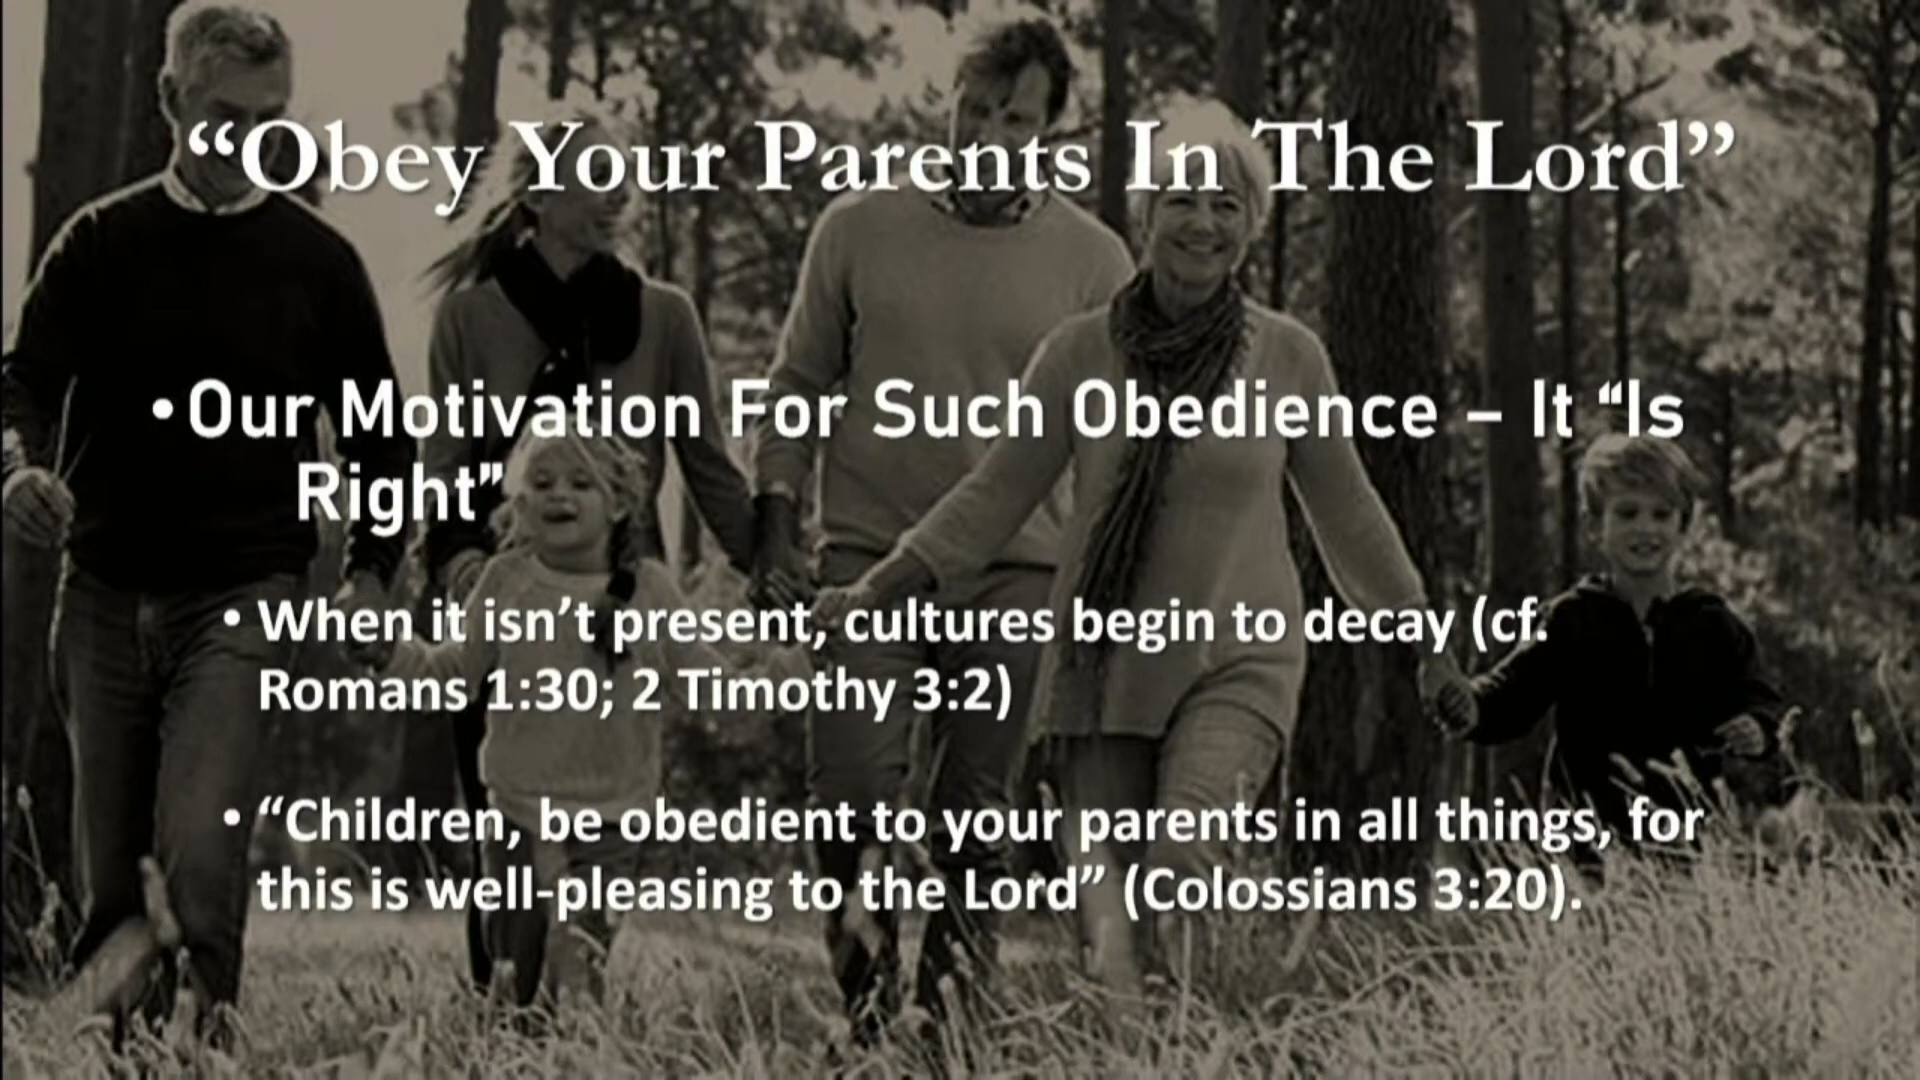 “Obey Your Parents In The Lord”
• Our Motivation For Such Obedience – It “Is
Right”
• When it isn’t present, cultures begin to decay (cf.
Romans 1:30; 2 Timothy 3:2)
• “Children, be obedient to your parents in all things, for
this is well-pleasing to the Lord” (Colossians 3:20).